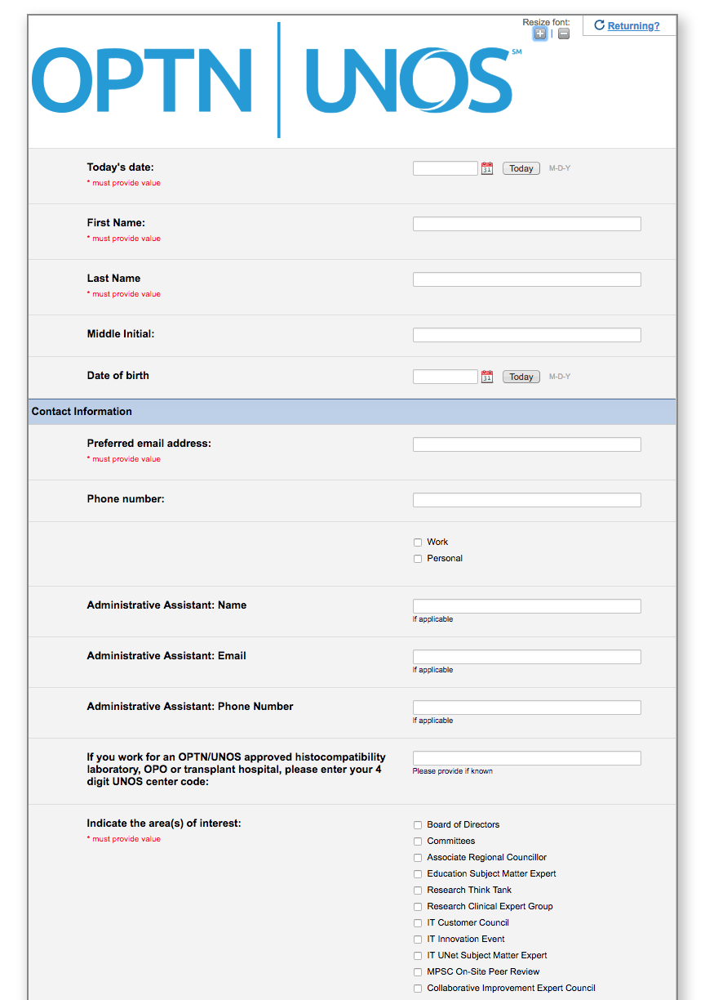 Resize font:
Returning?
OPTN UNOS℠
Today's date:
* must provide value
31 Today M-D-Y
First Name:
* must provide value
Last Name
* must provide value
Middle Initial:
Date of birth
31 Today M-D-Y
Contact Information
Preferred email address:
* must provide value
Phone number:
Work
Personal
Administrative Assistant: Name
If applicable
Administrative Assistant: Email
If applicable
Administrative Assistant: Phone Number
If applicable
If you work for an OPTN/UNOS approved histocompatibility
laboratory, OPO or transplant hospital, please enter your 4
digit UNOS center code:
Please provide if known
Indicate the area(s) of interest:
* must provide value
Board of Directors
Committees
Associate Regional Councillor
Education Subject Matter Expert
Research Think Tank
Research Clinical Expert Group
IT Customer Council
IT Innovation Event
IT UNet Subject Matter Expert
MPSC On-Site Peer Review
Collaborative Improvement Expert Council